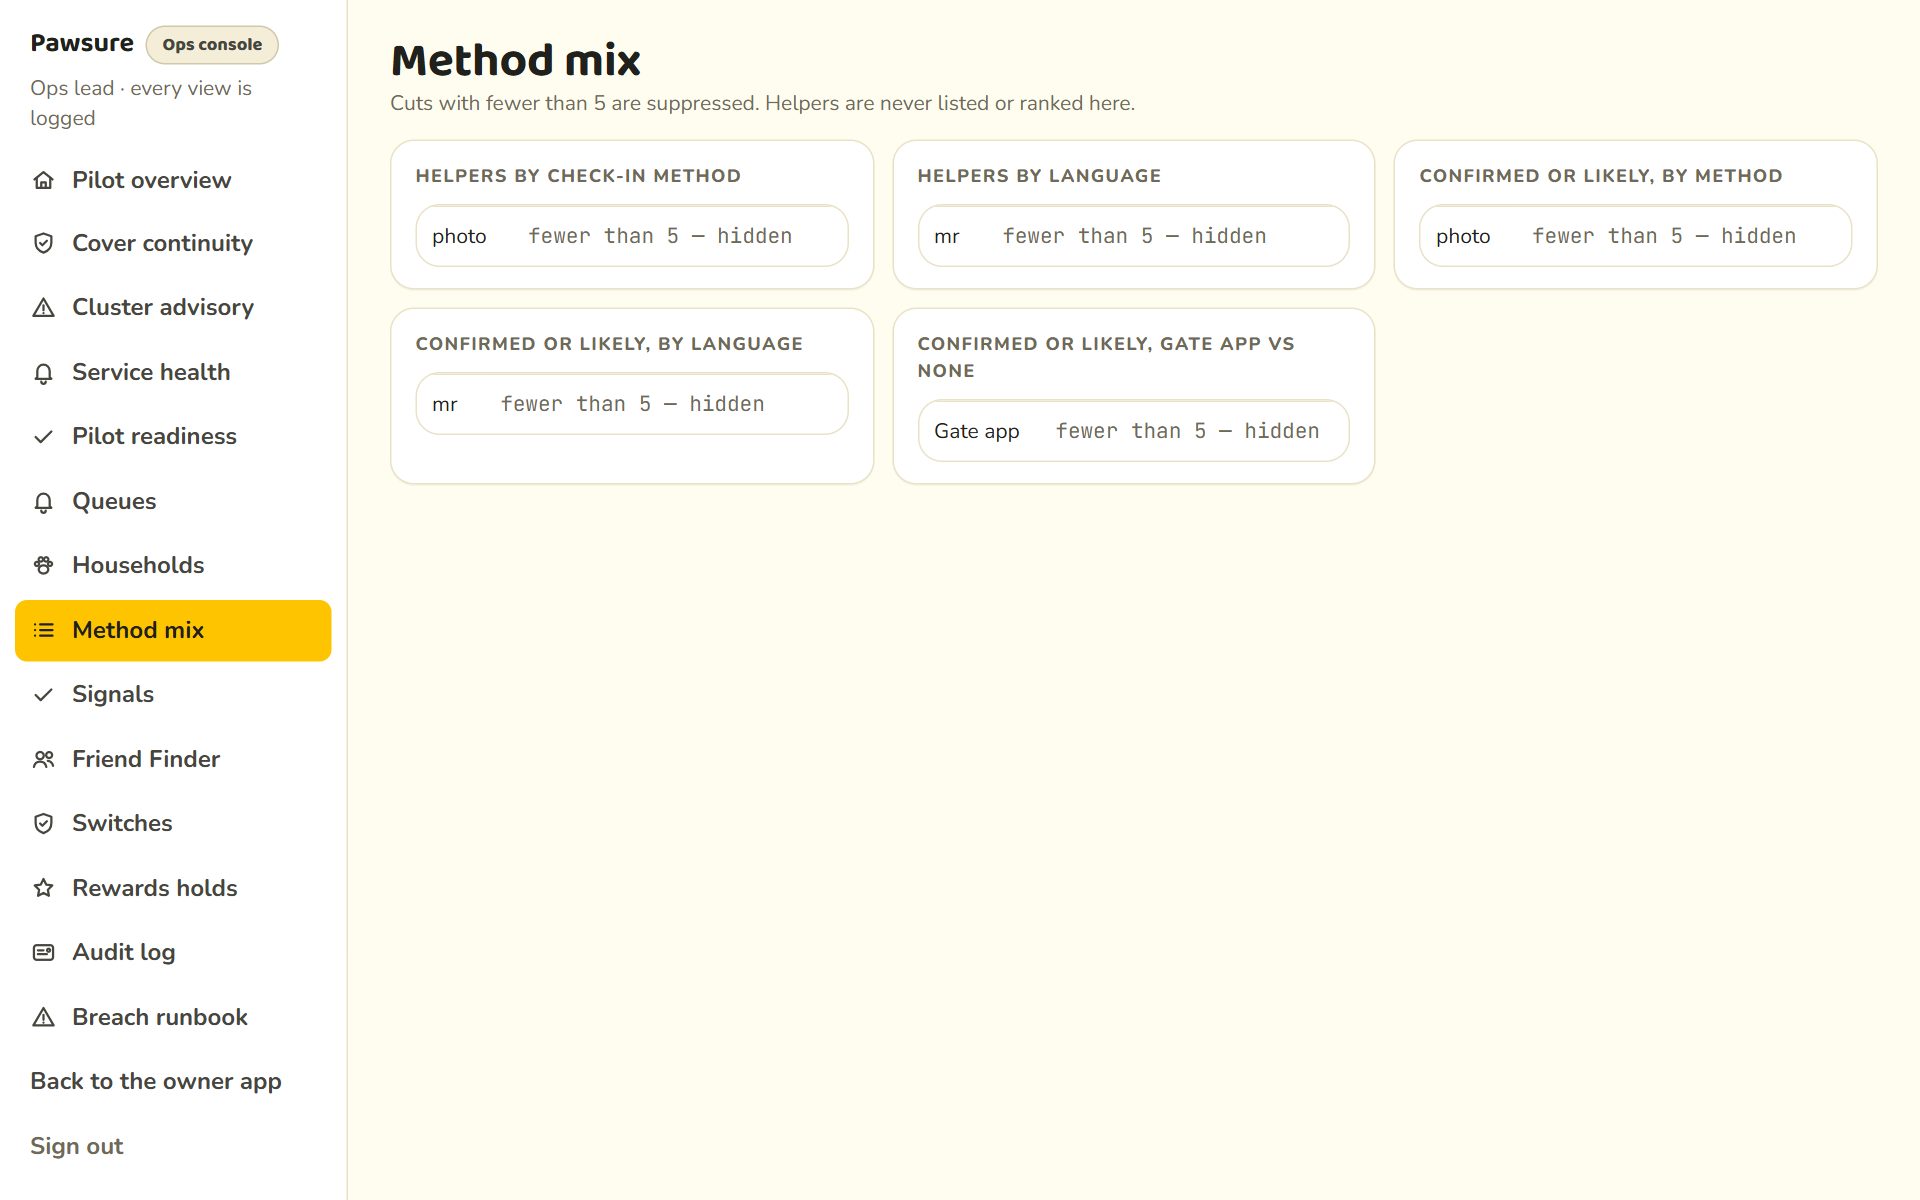 Pawsure
Ops console
Ops lead · every view is
logged
Pilot overview
Cover continuity
Cluster advisory
Service health
Pilot readiness
Queues
Households
Method mix
Signals
Friend Finder
Switches
Rewards holds
Audit log
Breach runbook
Back to the owner app
Sign out
Method mix
Cuts with fewer than 5 are suppressed. Helpers are never listed or ranked here.
HELPERS BY CHECK-IN METHOD
photo fewer than 5 — hidden
HELPERS BY LANGUAGE
mr fewer than 5 — hidden
CONFIRMED OR LIKELY, BY METHOD
photo fewer than 5 — hidden
CONFIRMED OR LIKELY, BY LANGUAGE
mr fewer than 5 — hidden
CONFIRMED OR LIKELY, GATE APP VS
NONE
Gate app fewer than 5 — hidden